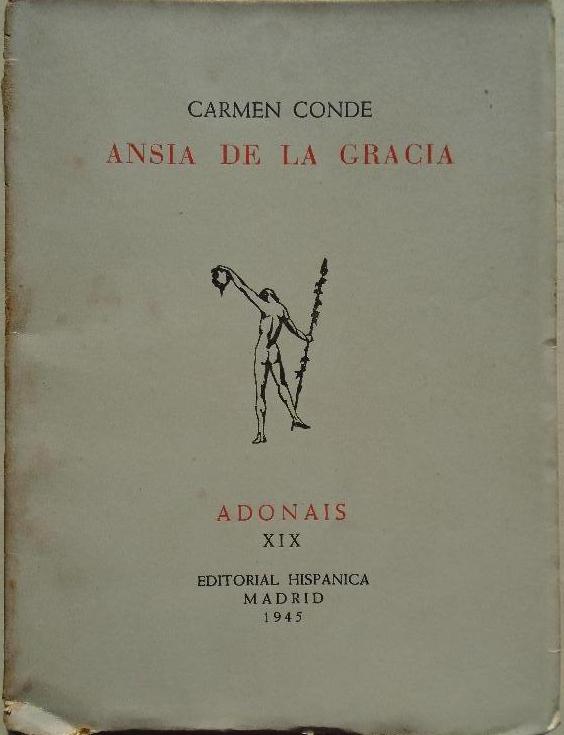 CARMEN CONDE
ANSIA DE LA GRACIA
ADONAIS
XIX
EDITORIAL HISPANICA
MADRID
1945